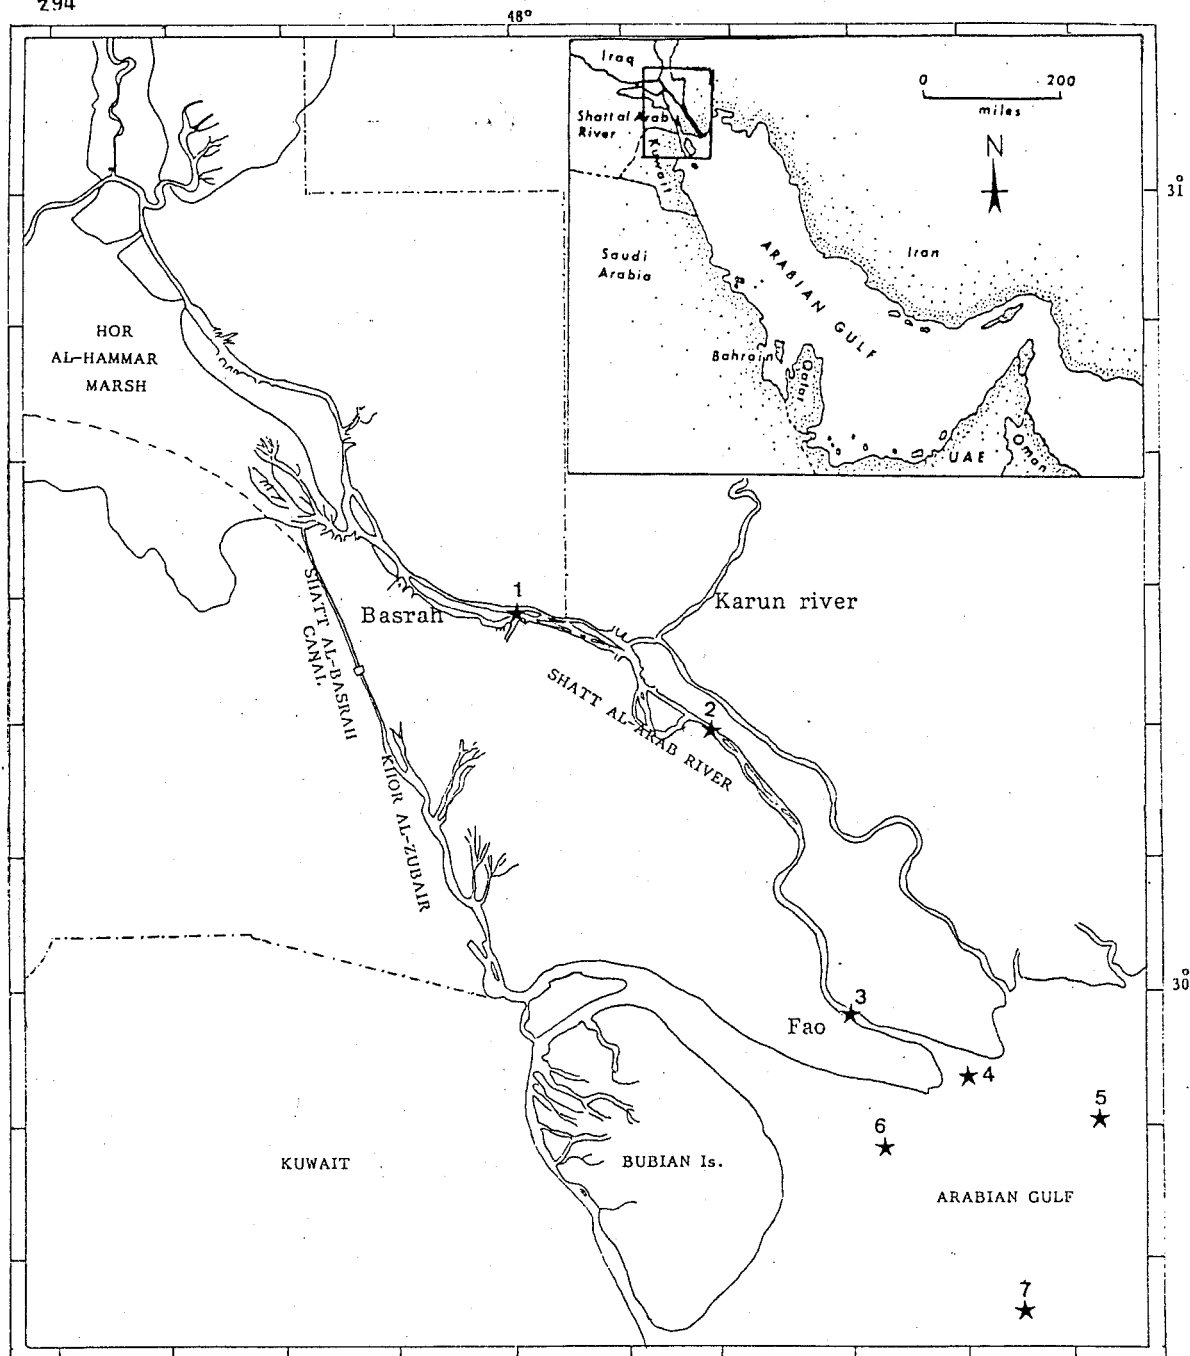 294
48°
Iraq
0 200
miles
Shatt al Arab
River
N
Kuwait
31°
Saudi
Arabia
ARABIAN GULF
Iran
Bahrain
Qatar
UAE
Oman
HOR
AL-HAMMAR
MARSH
1
Basrah
Karun river
SHATT AL-BASRAH
CANAL
SHATT AL-ARAB RIVER
2
KHOR AL-ZUBAIR
30°
3
Fao
4
5
6
KUWAIT
BUBIAN Is.
ARABIAN GULF
7